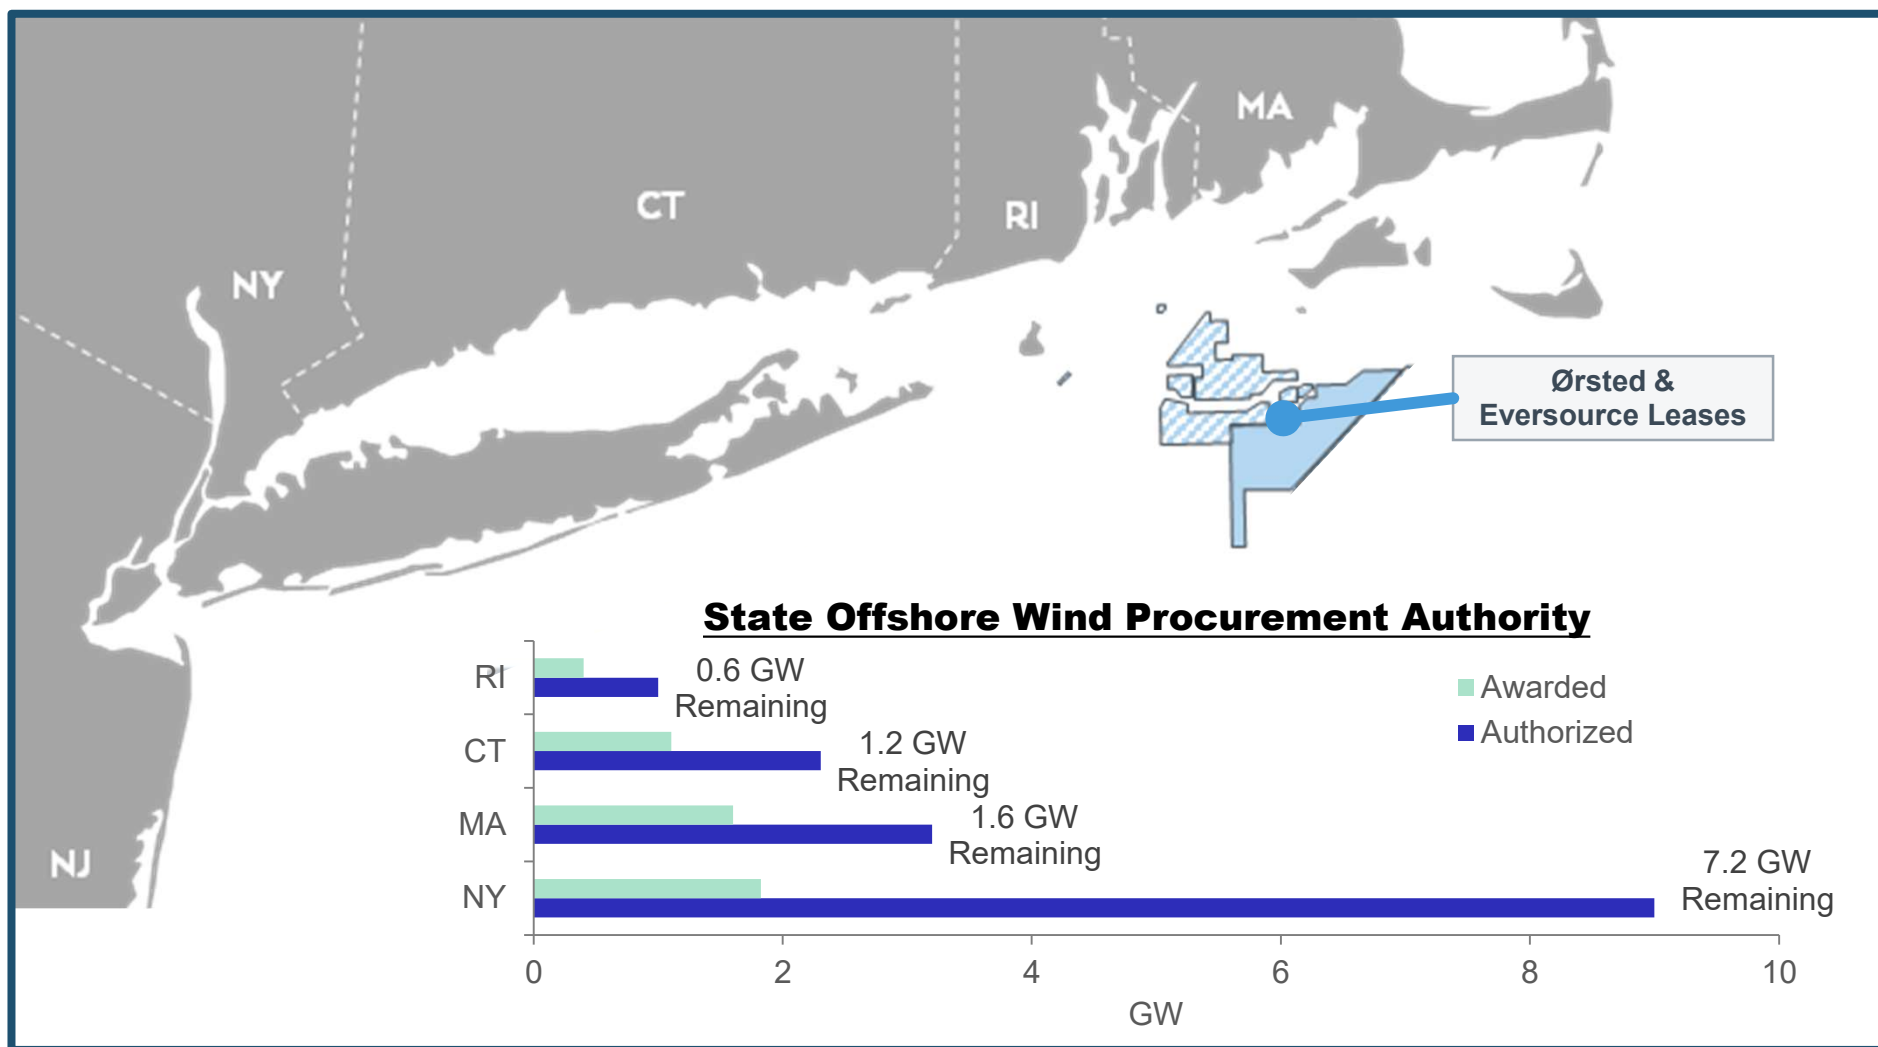 MA
CT
RI
NY
NJ
Ørsted &
Eversource Leases
State Offshore Wind Procurement Authority
Awarded
Authorized
RI
0.6 GW
Remaining
CT
1.2 GW
Remaining
MA
1.6 GW
Remaining
NY
7.2 GW
Remaining
0 2 4 6 8 10
GW